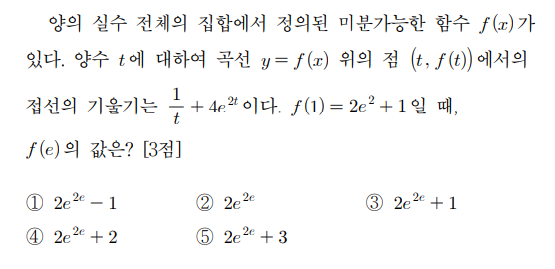 양의 실수 전체의 집합에서 정의된 미분가능한 함수 $f(x)$가
있다. 양수 $t$에 대하여 곡선 $y=f(x)$ 위의 점 $(t, f(t))$에서의
접선의 기울기는 $\frac{1}{t}+4e^{2t}$이다. $f(1)=2e^2+1$일 때,
$f(e)$의 값은? [3점]
① $2e^{2e}-1$ ② $2e^{2e}$ ③ $2e^{2e}+1$
④ $2e^{2e}+2$ ⑤ $2e^{2e}+3$